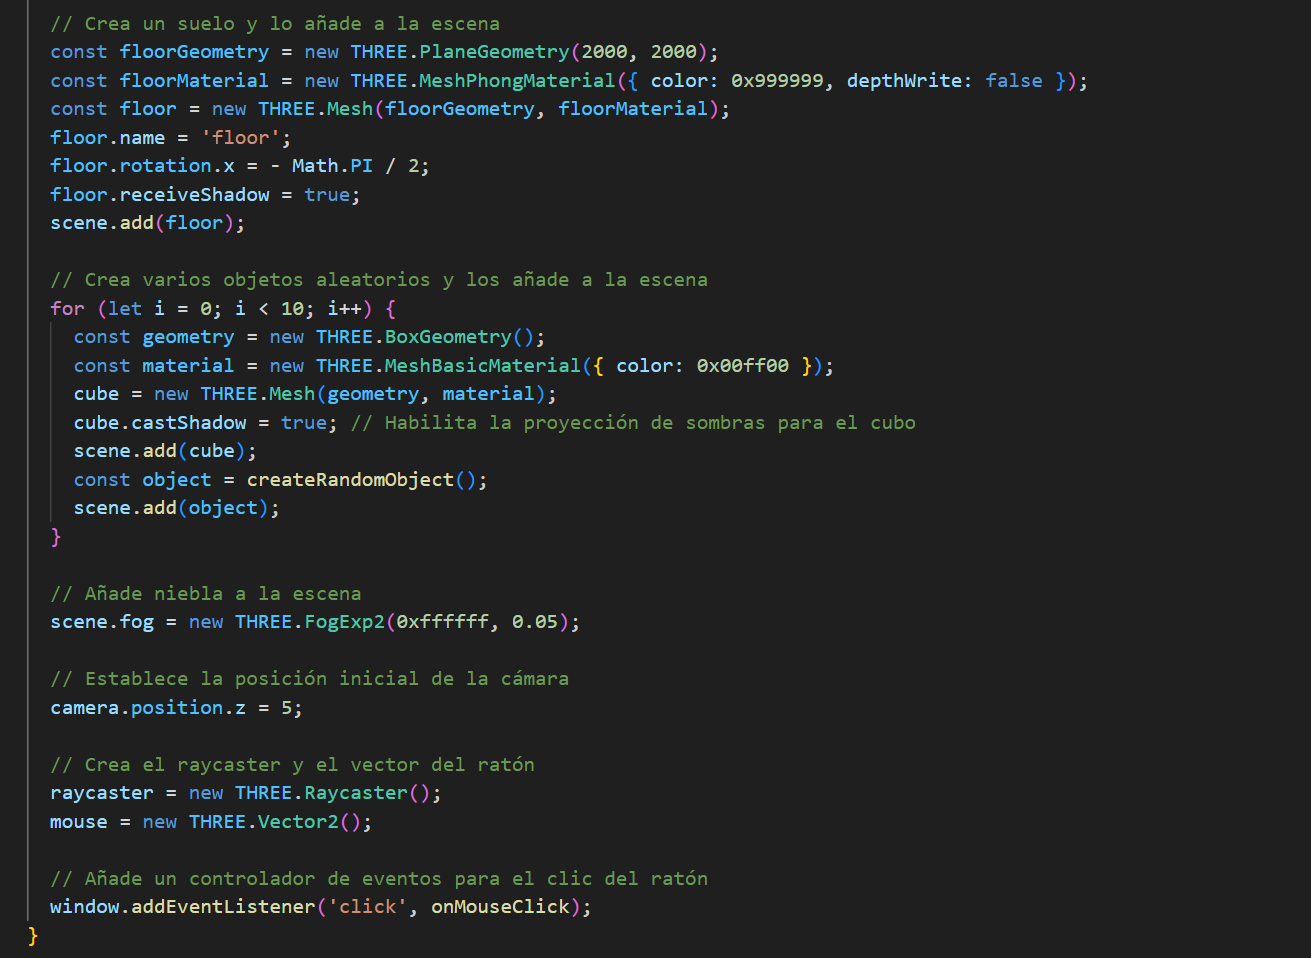 // Crea un suelo y lo añade a la escena
const floorGeometry = new THREE.PlaneGeometry(2000, 2000);
const floorMaterial = new THREE.MeshPhongMaterial({ color: 0x999999, depthWrite: false });
const floor = new THREE.Mesh(floorGeometry, floorMaterial);
floor.name = 'floor';
floor.rotation.x = - Math.PI / 2;
floor.receiveShadow = true;
scene.add(floor);

// Crea varios objetos aleatorios y los añade a la escena
for (let i = 0; i < 10; i++) {
  const geometry = new THREE.BoxGeometry();
  const material = new THREE.MeshBasicMaterial({ color: 0x00ff00 });
  cube = new THREE.Mesh(geometry, material);
  cube.castShadow = true; // Habilita la proyección de sombras para el cubo
  scene.add(cube);
  const object = createRandomObject();
  scene.add(object);
}

// Añade niebla a la escena
scene.fog = new THREE.FogExp2(0xffffff, 0.05);

// Establece la posición inicial de la cámara
camera.position.z = 5;

// Crea el raycaster y el vector del ratón
raycaster = new THREE.Raycaster();
mouse = new THREE.Vector2();

// Añade un controlador de eventos para el clic del ratón
window.addEventListener('click', onMouseClick);
}